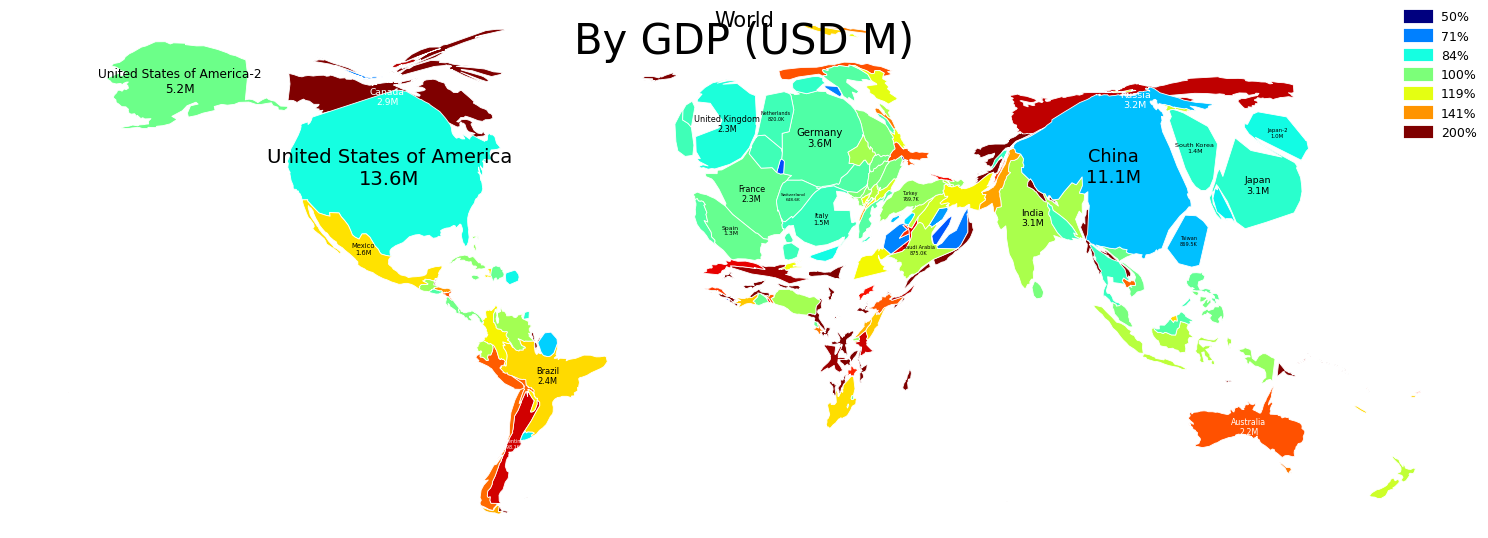 World
By GDP (USD M)
50%
71%
84%
100%
119%
141%
200%
United States of America-2
5.2M
Canada
2.9M
United States of America
13.6M
Mexico
1.6M
Brazil
2.4M
United Kingdom
2.3M
Netherlands
820.0K
Germany
3.6M
France
2.3M
Switzerland
Spain
1.3M
Italy
1.5M
Turkey
769.7K
Saudi Arabia
875.0K
Russia
3.2M
China
11.1M
India
3.1M
South Korea
1.4M
Japan-2
1.0M
Japan
3.1M
Taiwan
Australia
2.2M